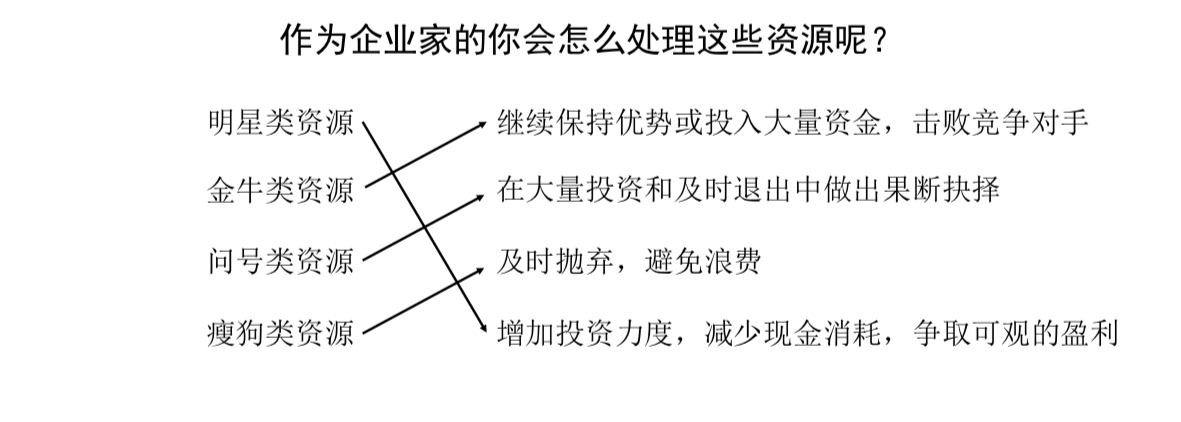 作为企业家的你会怎么处理这些资源呢？
明星类资源 继续保持优势或投入大量资金，击败竞争对手
金牛类资源 在大量投资和及时退出中做出果断抉择
问号类资源 及时抛弃，避免浪费
瘦狗类资源 增加投资力度，减少现金消耗，争取可观的盈利